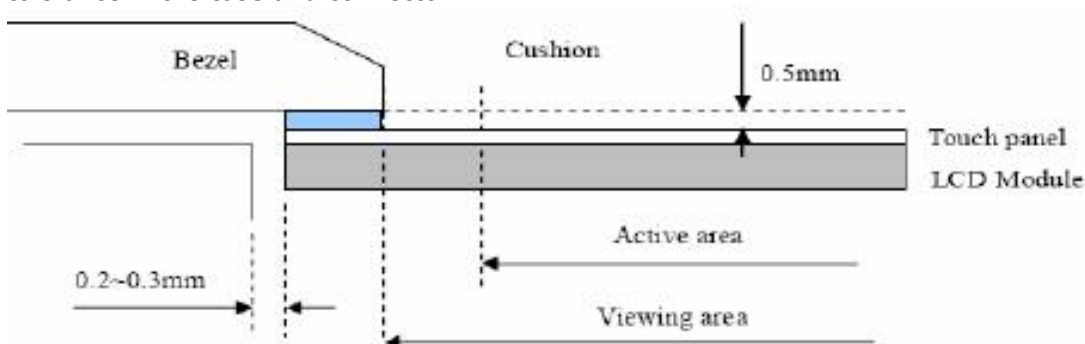 Bezel
Cushion
0.5mm
Touch panel
LCD Module
Active area
0.2~0.3mm
Viewing area